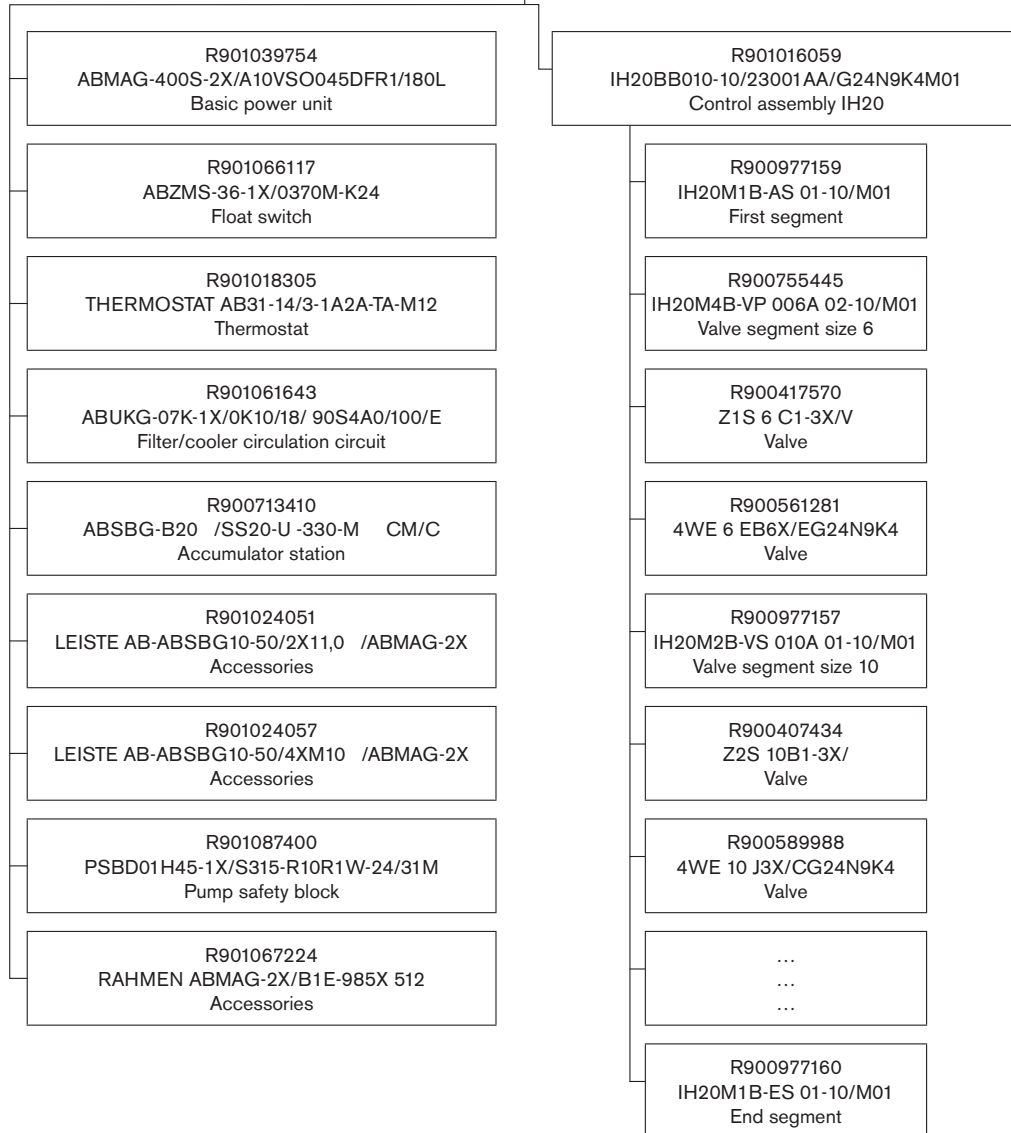 R901039754
ABMAG-400S-2X/A10VSO045DFR1/180L
Basic power unit
R901066117
ABZMS-36-1X/0370M-K24
Float switch
R901018305
THERMOSTAT AB31-14/3-1A2A-TA-M12
Thermostat
R901061643
ABUKG-07K-1X/0K10/18/ 90S4A0/100/E
Filter/cooler circulation circuit
R900713410
ABSBG-B20 /SS20-U -330-M CM/C
Accumulator station
R901024051
LEISTE AB-ABSBG10-50/2X11,0 /ABMAG-2X
Accessories
R901024057
LEISTE AB-ABSBG10-50/4XM10 /ABMAG-2X
Accessories
R901087400
PSBD01H45-1X/S315-R10R1W-24/31M
Pump safety block
R901067224
RAHMEN ABMAG-2X/B1E-985X 512
Accessories
R901016059
IH20BB010-10/23001AA/G24N9K4M01
Control assembly IH20
R900977159
IH20M1B-AS 01-10/M01
First segment
R900755445
IH20M4B-VP 006A 02-10/M01
Valve segment size 6
R900417570
Z1S 6 C1-3X/V
Valve
R900561281
4WE 6 EB6X/EG24N9K4
Valve
R900977157
IH20M2B-VS 010A 01-10/M01
Valve segment size 10
R900407434
Z2S 10B1-3X/
Valve
R900589988
4WE 10 J3X/CG24N9K4
Valve
…
…
…
R900977160
IH20M1B-ES 01-10/M01
End segment